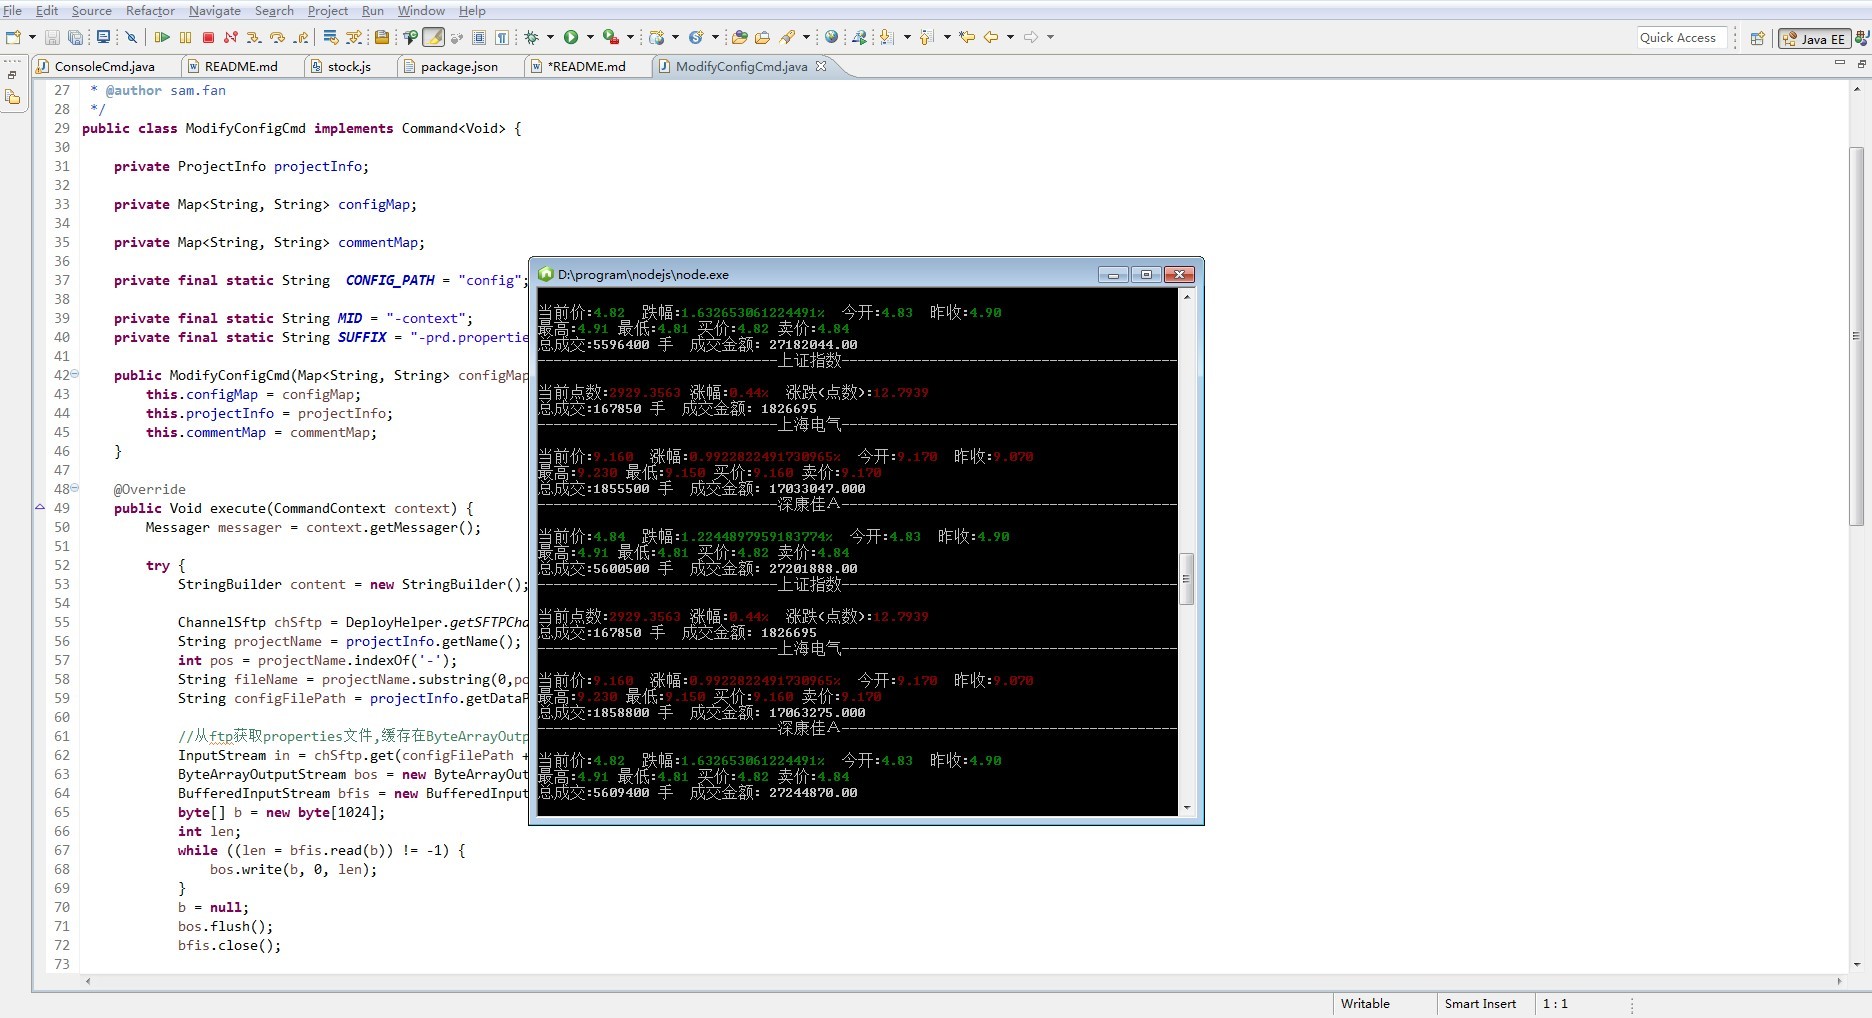 File Edit Source Refactor Navigate Search Project Run Window Help
Quick Access Java EE
ConsoleCmd.java README.md stock.js package.json *README.md ModifyConfigCmd.java
27 * @author sam.fan
28 */
29 public class ModifyConfigCmd implements Command<Void> {
30
31 private ProjectInfo projectInfo;
32
33 private Map<String, String> configMap;
34
35 private Map<String, String> commentMap;
36
37 private final static String CONFIG_PATH = "config";
38
39 private final static String MID = "-context";
40 private final static String SUFFIX = "-prd.propertie
41
42 public ModifyConfigCmd(Map<String, String> configMap
43 this.configMap = configMap;
44 this.projectInfo = projectInfo;
45 this.commentMap = commentMap;
46 }
47
48 @Override
49 public Void execute(CommandContext context) {
50 Messager messager = context.getMessager();
51
52 try {
53 StringBuilder content = new StringBuilder();
54
55 ChannelSftp chSftp = DeployHelper.getSFTPCha
56 String projectName = projectInfo.getName();
57 int pos = projectName.indexOf('-');
58 String fileName = projectName.substring(0,po
59 String configFilePath = projectInfo.getDataP
60
61 //从ftp获取properties文件,缓存在ByteArrayOutp
62 InputStream in = chSftp.get(configFilePath +
63 ByteArrayOutputStream bos = new ByteArrayOut
64 BufferedInputStream bfis = new BufferedInput
65 byte[] b = new byte[1024];
66 int len;
67 while ((len = bfis.read(b)) != -1) {
68 bos.write(b, 0, len);
69 }
70 b = null;
71 bos.flush();
72 bfis.close();
73
D:\program\nodejs\node.exe
当前价:4.82 跌幅:1.632653061224491% 今开:4.83 昨收:4.90
最高:4.91 最低:4.81 买价:4.82 卖价:4.84
总成交:5596400 手 成交金额: 27182044.00
------------------------------上证指数------------------------------------------
当前点数:2929.3563 涨幅:0.44% 涨跌(点数):12.7939
总成交:167850 手 成交金额: 1826695
------------------------------上海电气------------------------------------------
当前价:9.160 涨幅:0.9922822491730965% 今开:9.170 昨收:9.070
最高:9.230 最低:9.150 买价:9.160 卖价:9.170
总成交:1855500 手 成交金额: 17033047.000
------------------------------深康佳Ａ------------------------------------------
当前价:4.84 跌幅:1.2244897959183774% 今开:4.83 昨收:4.90
最高:4.91 最低:4.81 买价:4.82 卖价:4.84
总成交:5600500 手 成交金额: 27201888.00
------------------------------上证指数------------------------------------------
当前点数:2929.3563 涨幅:0.44% 涨跌(点数):12.7939
总成交:167850 手 成交金额: 1826695
------------------------------上海电气------------------------------------------
当前价:9.160 涨幅:0.9922822491730965% 今开:9.170 昨收:9.070
最高:9.230 最低:9.150 买价:9.160 卖价:9.170
总成交:1858800 手 成交金额: 17063275.000
------------------------------深康佳Ａ------------------------------------------
当前价:4.82 跌幅:1.632653061224491% 今开:4.83 昨收:4.90
最高:4.91 最低:4.81 买价:4.82 卖价:4.84
总成交:5609400 手 成交金额: 27244870.00
Writable Smart Insert 1 : 1